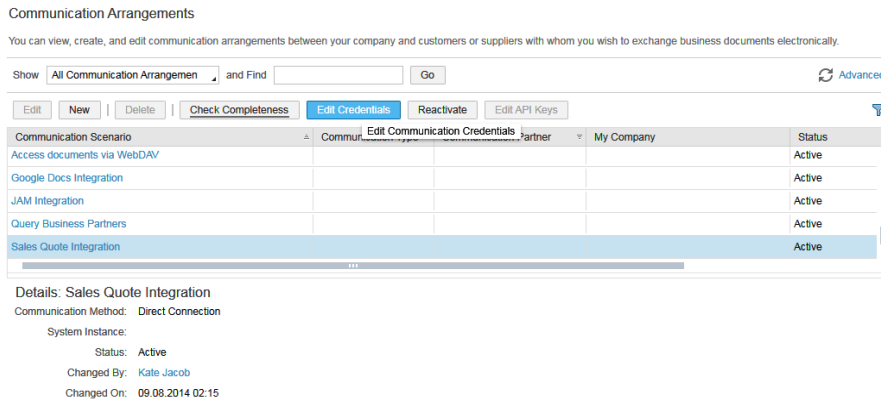 Communication Arrangements
You can view, create, and edit communication arrangements between your company and customers or suppliers with whom you wish to exchange business documents electronically.
Show All Communication Arrangemen and Find Go Advanced
Edit New Delete Check Completeness Edit Credentials Reactivate Edit API Keys
Edit Communication Credentials
Communication Scenario Communication Type Communication Partner My Company Status
Access documents via WebDAV Active
Google Docs Integration Active
JAM Integration Active
Query Business Partners Active
Sales Quote Integration Active
Details: Sales Quote Integration
Communication Method: Direct Connection
System Instance:
Status: Active
Changed By: Kate Jacob
Changed On: 09.08.2014 02:15